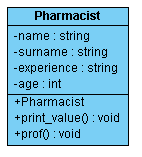 Pharmacist
-name : string
-surname : string
-experience : string
-age : int
+Pharmacist
+print_value() : void
+prof() : void